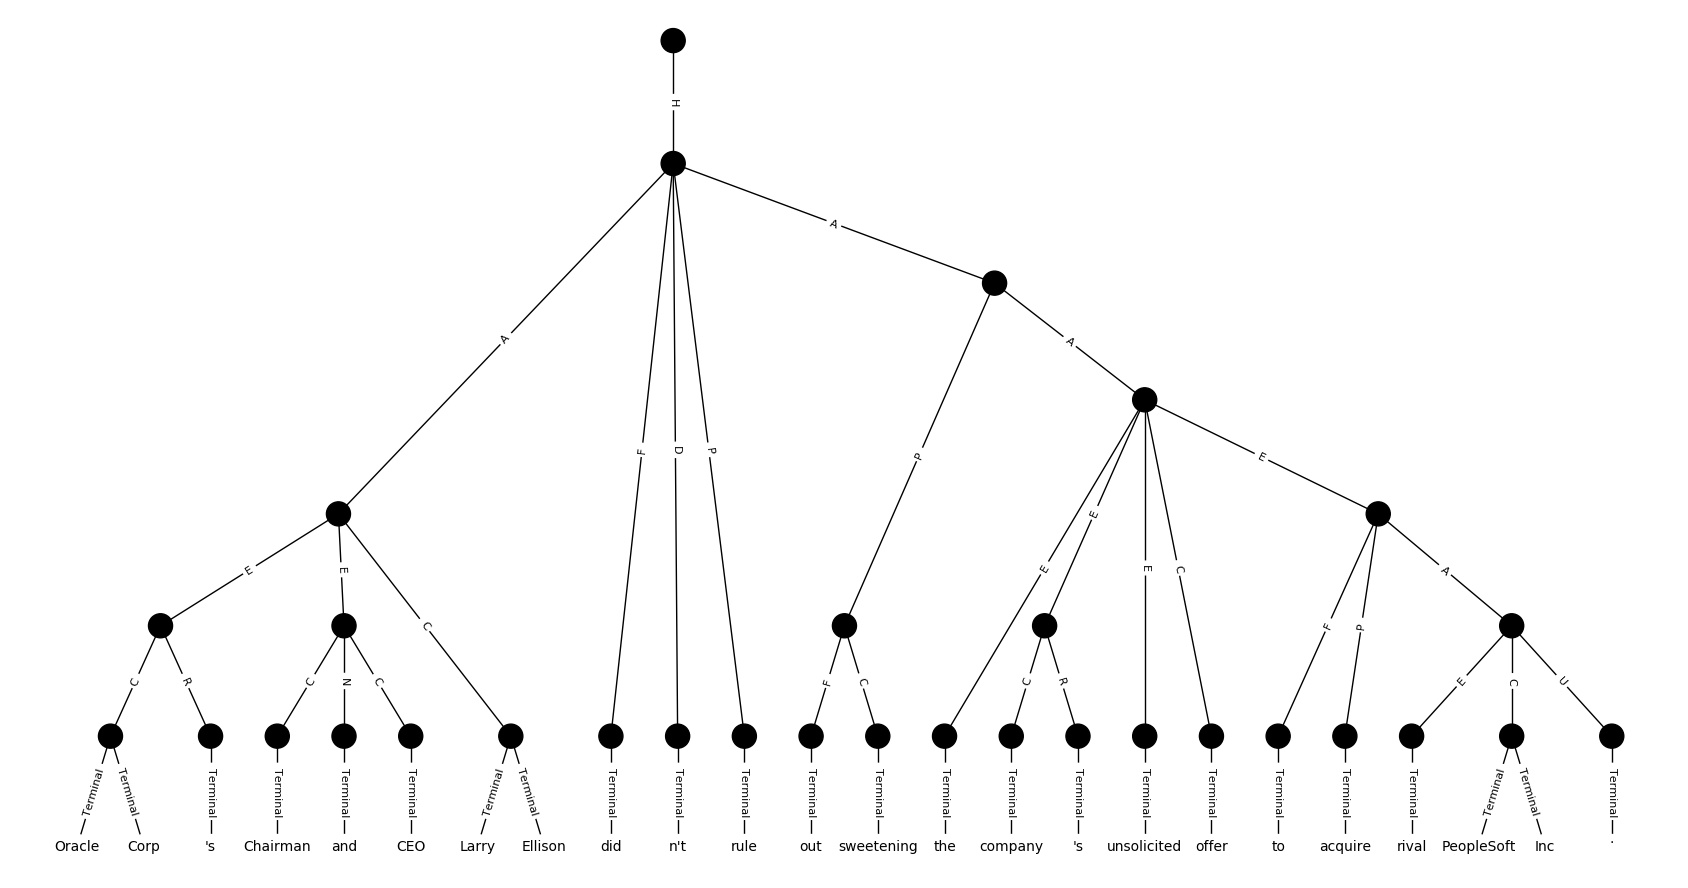 H
A
A
A
F
D
P
P
E
E
E
E
E
C
A
E
C
F
P
C
R
C
N
C
F
C
C
R
E
C
U
Terminal Terminal Terminal Terminal Terminal Terminal Terminal Terminal Terminal Terminal Terminal Terminal Terminal Terminal Terminal Terminal Terminal Terminal Terminal Terminal Terminal Terminal Terminal Terminal
Oracle Corp 's Chairman and CEO Larry Ellison did n't rule out sweetening the company 's unsolicited offer to acquire rival PeopleSoft Inc .